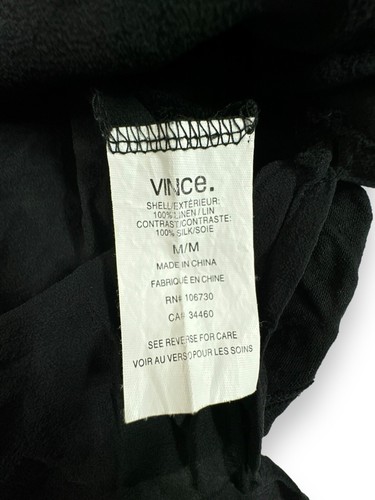 VINCE.
SHELL/EXTÉRIEUR:
100% LINEN / LIN
CONTRAST/CONTRASTE:
100% SILK/SOIE
M/M
MADE IN CHINA
FABRIQUÉ EN CHINE
RN# 106730
CA# 34460
SEE REVERSE FOR CARE
VOIR AU VERSO POUR LES SOINS